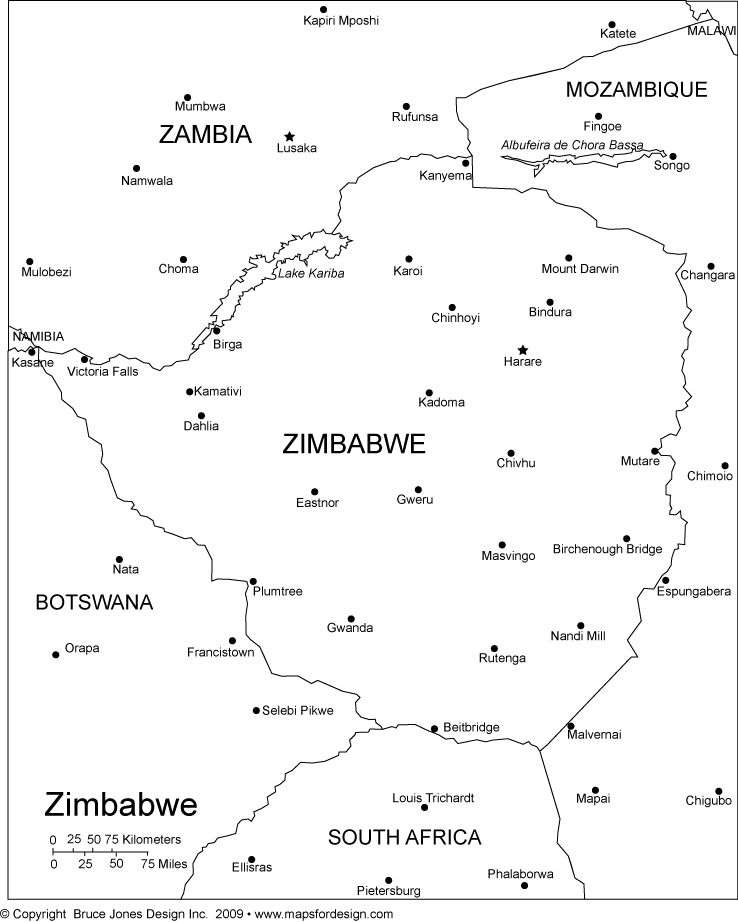 Kapiri Mposhi
Katete
MALAWI
MOZAMBIQUE
Mumbwa
Rufunsa
Fingoe
ZAMBIA
Lusaka
Albufeira de Chora Bassa
Songo
Kanyema
Namwala
Mulobezi
Choma
Lake Kariba
Karoi
Mount Darwin
Changara
Chinhoyi
Bindura
NAMIBIA
Birga
Kasane
Victoria Falls
Harare
Kamativi
Kadoma
Dahlia
ZIMBABWE
Chivhu
Mutare
Chimoio
Eastnor
Gweru
Masvingo
Birchenough Bridge
Nata
Plumtree
Espungabera
BOTSWANA
Gwanda
Nandi Mill
Orapa
Francistown
Rutenga
Selebi Pikwe
Beitbridge
Malvernai
Zimbabwe
Louis Trichardt
Mapai
Chigubo
0 25 50 75 Kilometers
0 25 50 75 Miles
SOUTH AFRICA
Ellisras
Pietersburg
Phalaborwa
© Copyright Bruce Jones Design Inc. 2009 • www.mapsfordesign.com